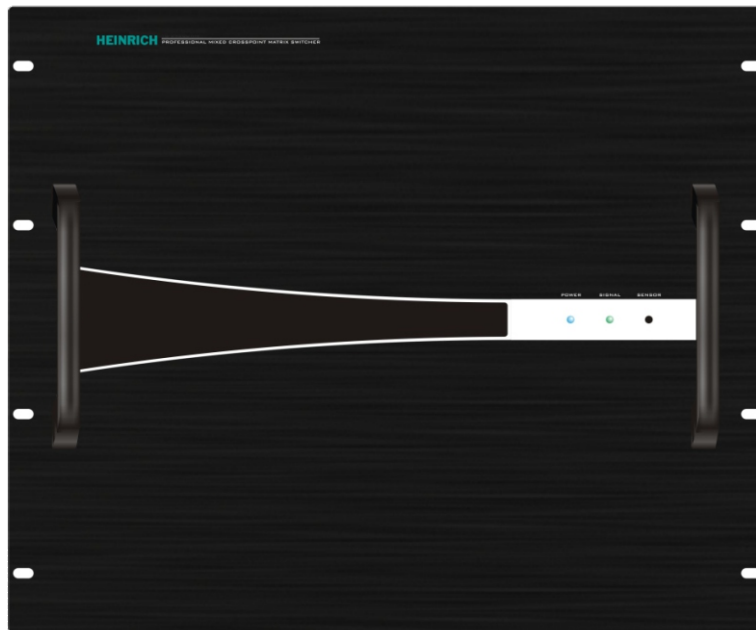 HEINRICH PROFESSIONAL MIXED CROSSPOINT MATRIX SWITCHER
POWER SIGNAL SENSOR